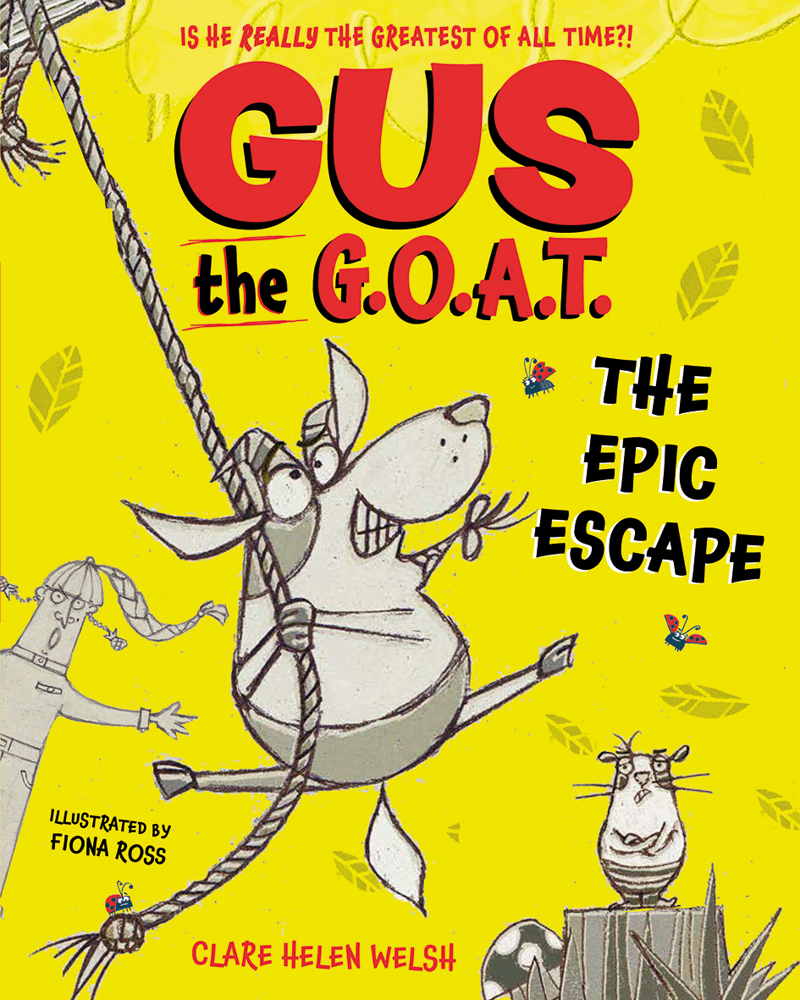 IS HE REALLY THE GREATEST OF ALL TIME?!
GUS
the G.O.A.T.
THE
EPIC
ESCAPE
ILLUSTRATED BY
FIONA ROSS
CLARE HELEN WELSH